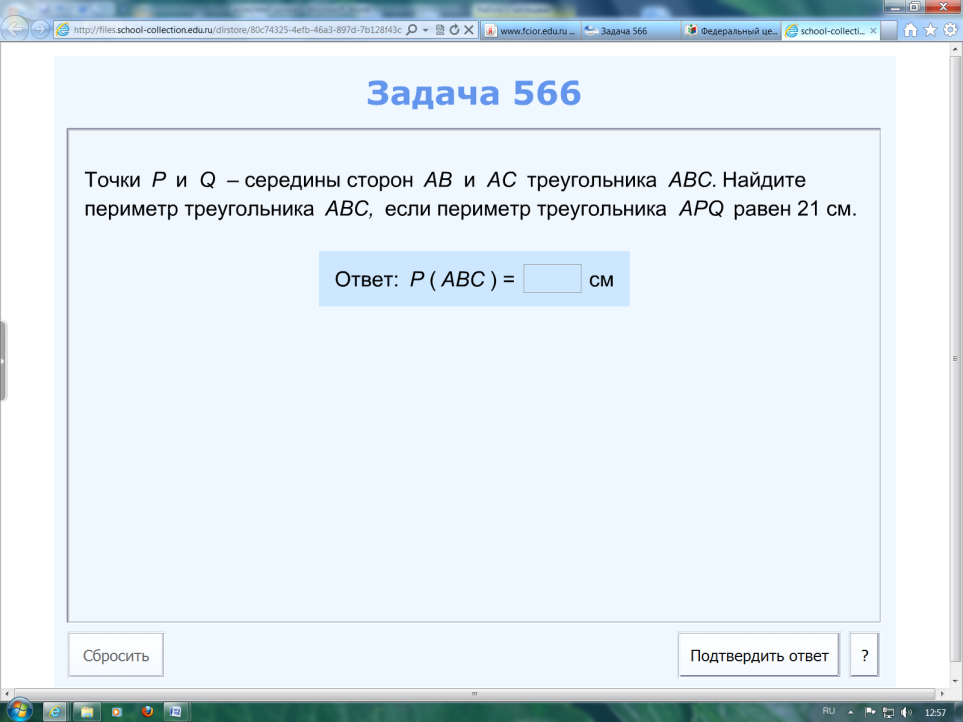 http://files.school-collection.edu.ru/dlrstore/80c74325-4efb-46a3-897d-7b128f43c
www.fcior.edu.ru ...
Задача 566
Федеральный це...
school-collecti...
Задача 566
Точки P и Q – середины сторон AB и AC треугольника ABC. Найдите
периметр треугольника ABC, если периметр треугольника APQ равен 21 см.
Ответ: P ( ABC ) = см
Сбросить
Подтвердить ответ
?
RU
12:57